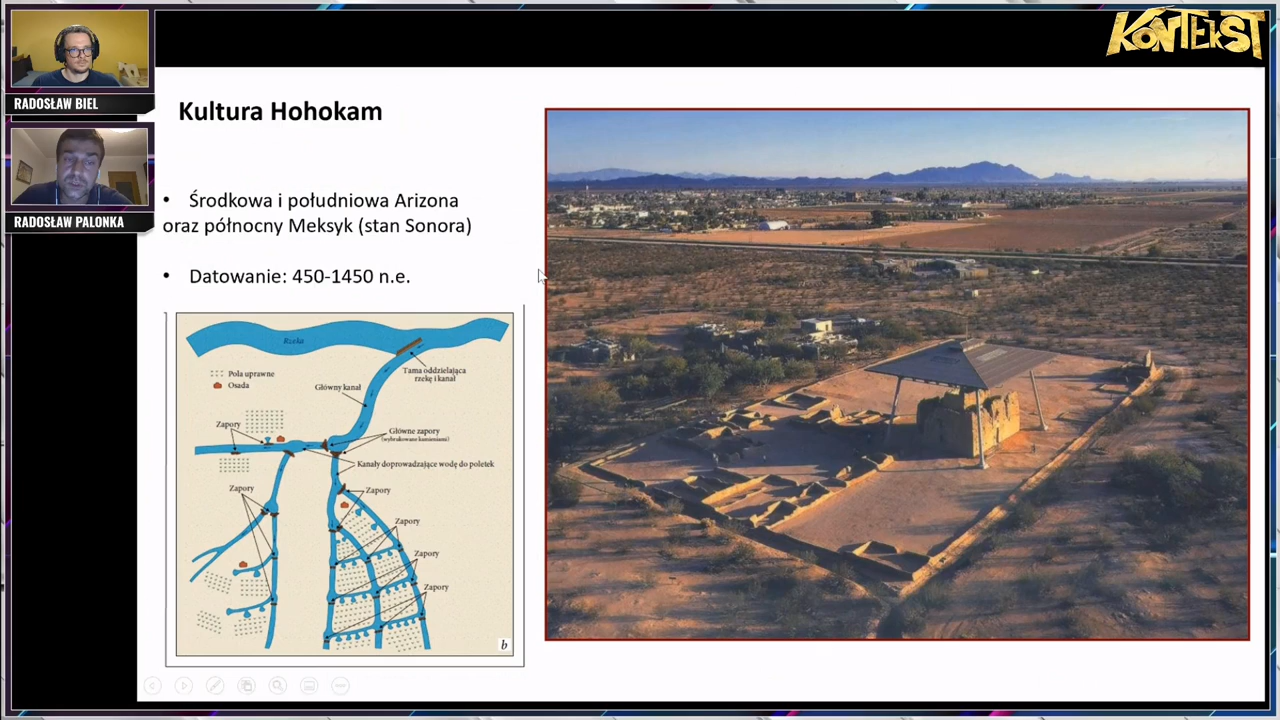 KONTEKST
RADOSŁAW BIEL
RADOSŁAW PALONKA
Kultura Hohokam
• Środkowa i południowa Arizona
oraz północny Meksyk (stan Sonora)
• Datowanie: 450-1450 n.e.
Rzeka
Pola uprawne
Osada
Tama oddzielająca
rzekę i kanał
Główny kanał
Zapory
Główne zapory
(wybrukowane kamieniami)
Kanały doprowadzające wodę do poletek
Zapory
Zapory
Zapory
Zapory
Zapory
b